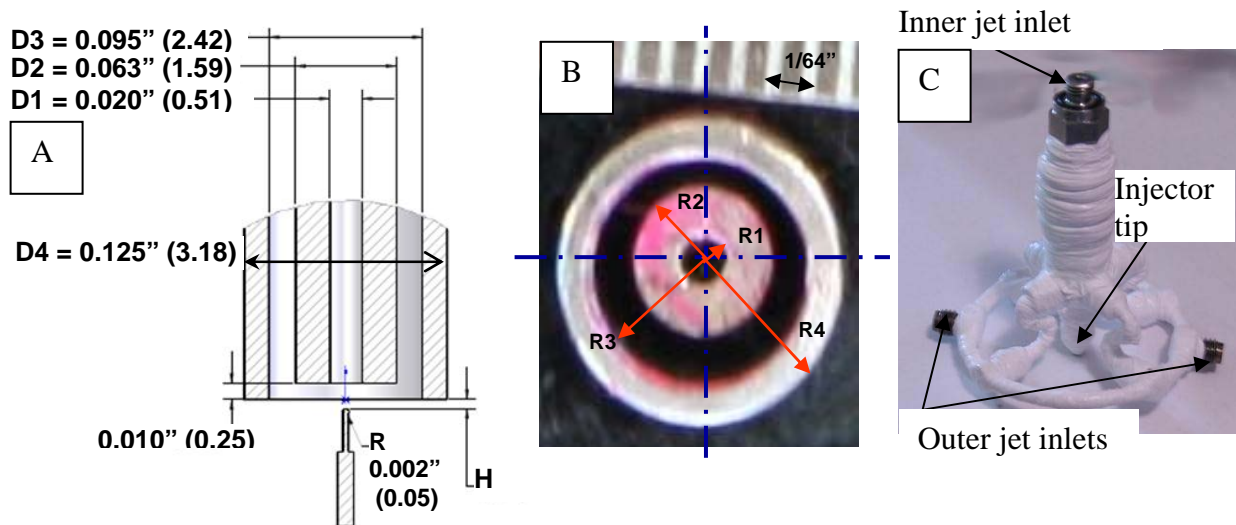 D3 = 0.095” (2.42)
D2 = 0.063” (1.59)
D1 = 0.020” (0.51)
A
D4 = 0.125” (3.18)
0.010” (0.25)
R
0.002”
(0.05)
H
B
1/64”
R2
R1
R3
R4
Inner jet inlet
C
Injector
tip
Outer jet inlets